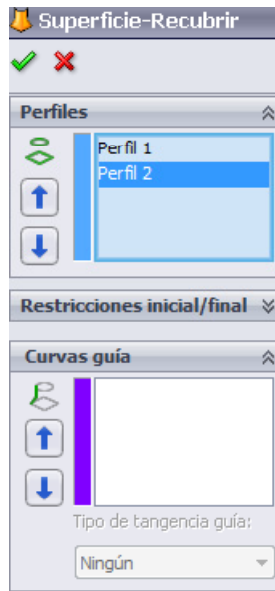 Superficie-Recubrir
Perfiles
Perfil 1
Perfil 2
Restricciones inicial/final
Curvas guía
Tipo de tangencia guía:
Ningún